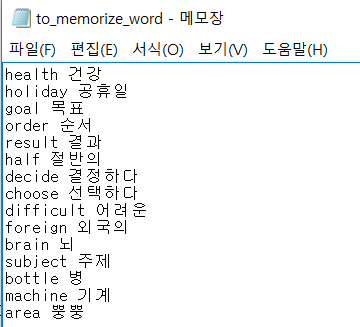 to_memorize_word - 메모장
파일(F) 편집(E) 서식(O) 보기(V) 도움말(H)
health 건강
holiday 공휴일
goal 목표
order 순서
result 결과
half 절반의
decide 결정하다
choose 선택하다
difficult 어려운
foreign 외국의
brain 뇌
subject 주제
bottle 병
machine 기계
area 뿡뿡